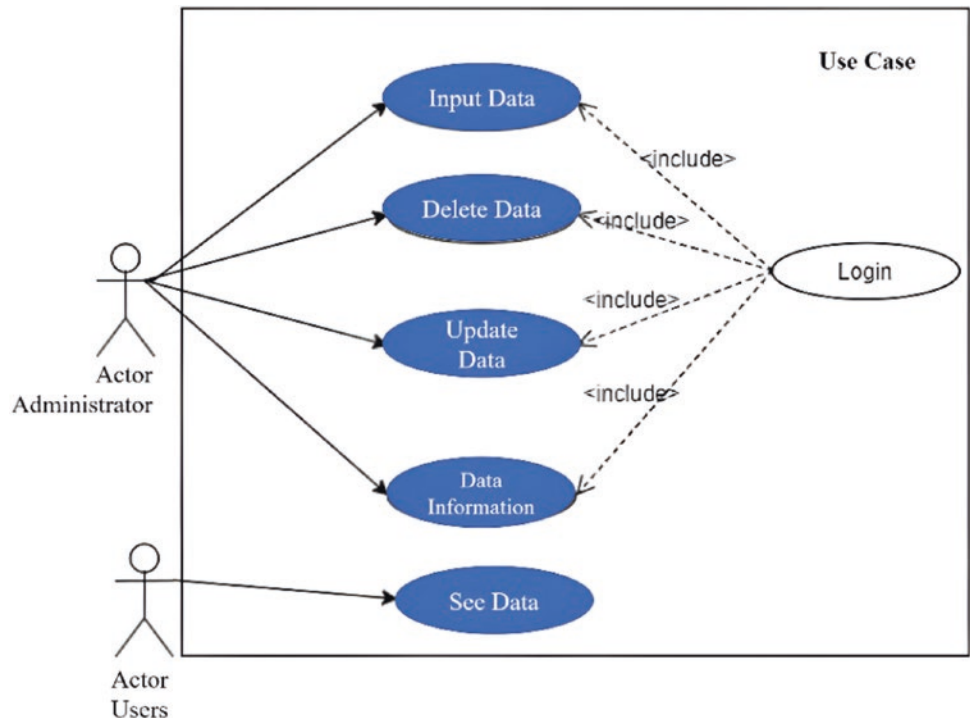 Use Case
Input Data
<include>
Delete Data
<include>
Login
<include>
Update
Data
Actor
Administrator
<include>
Data
Information
See Data
Actor
Users